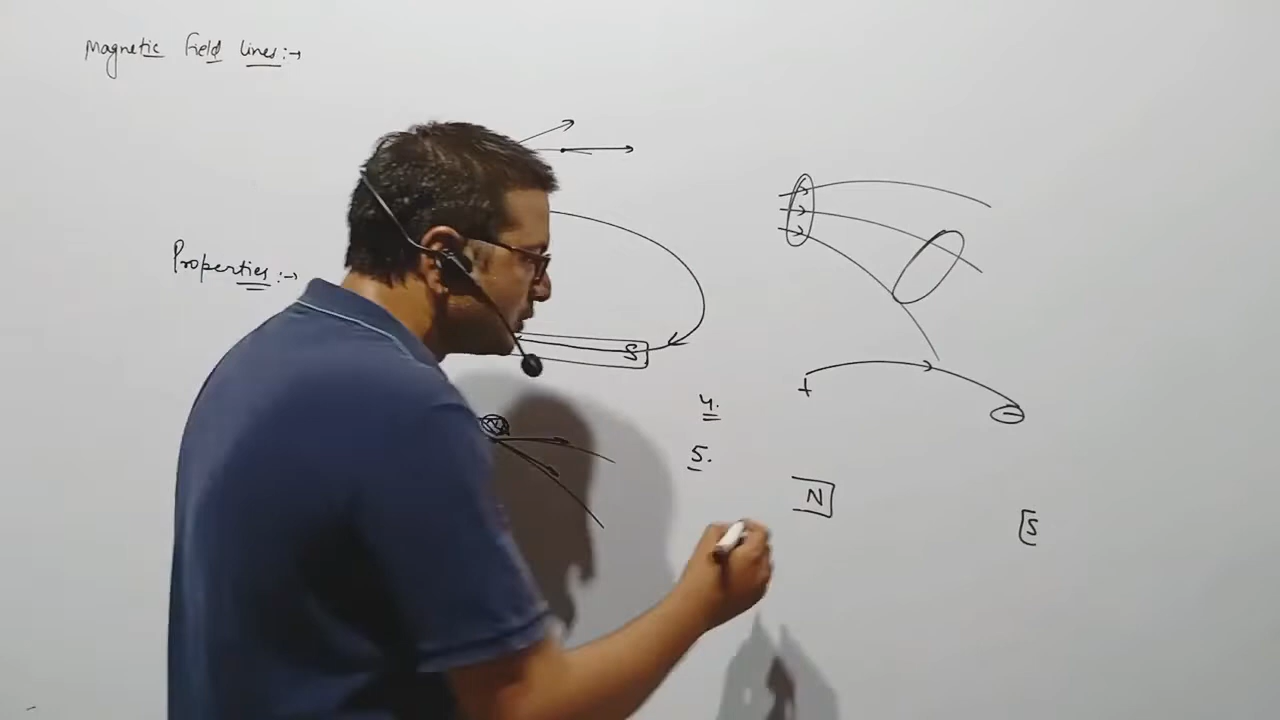 Magnetic field lines:→
Properties:→
S
4.
+
-
5.
N
S